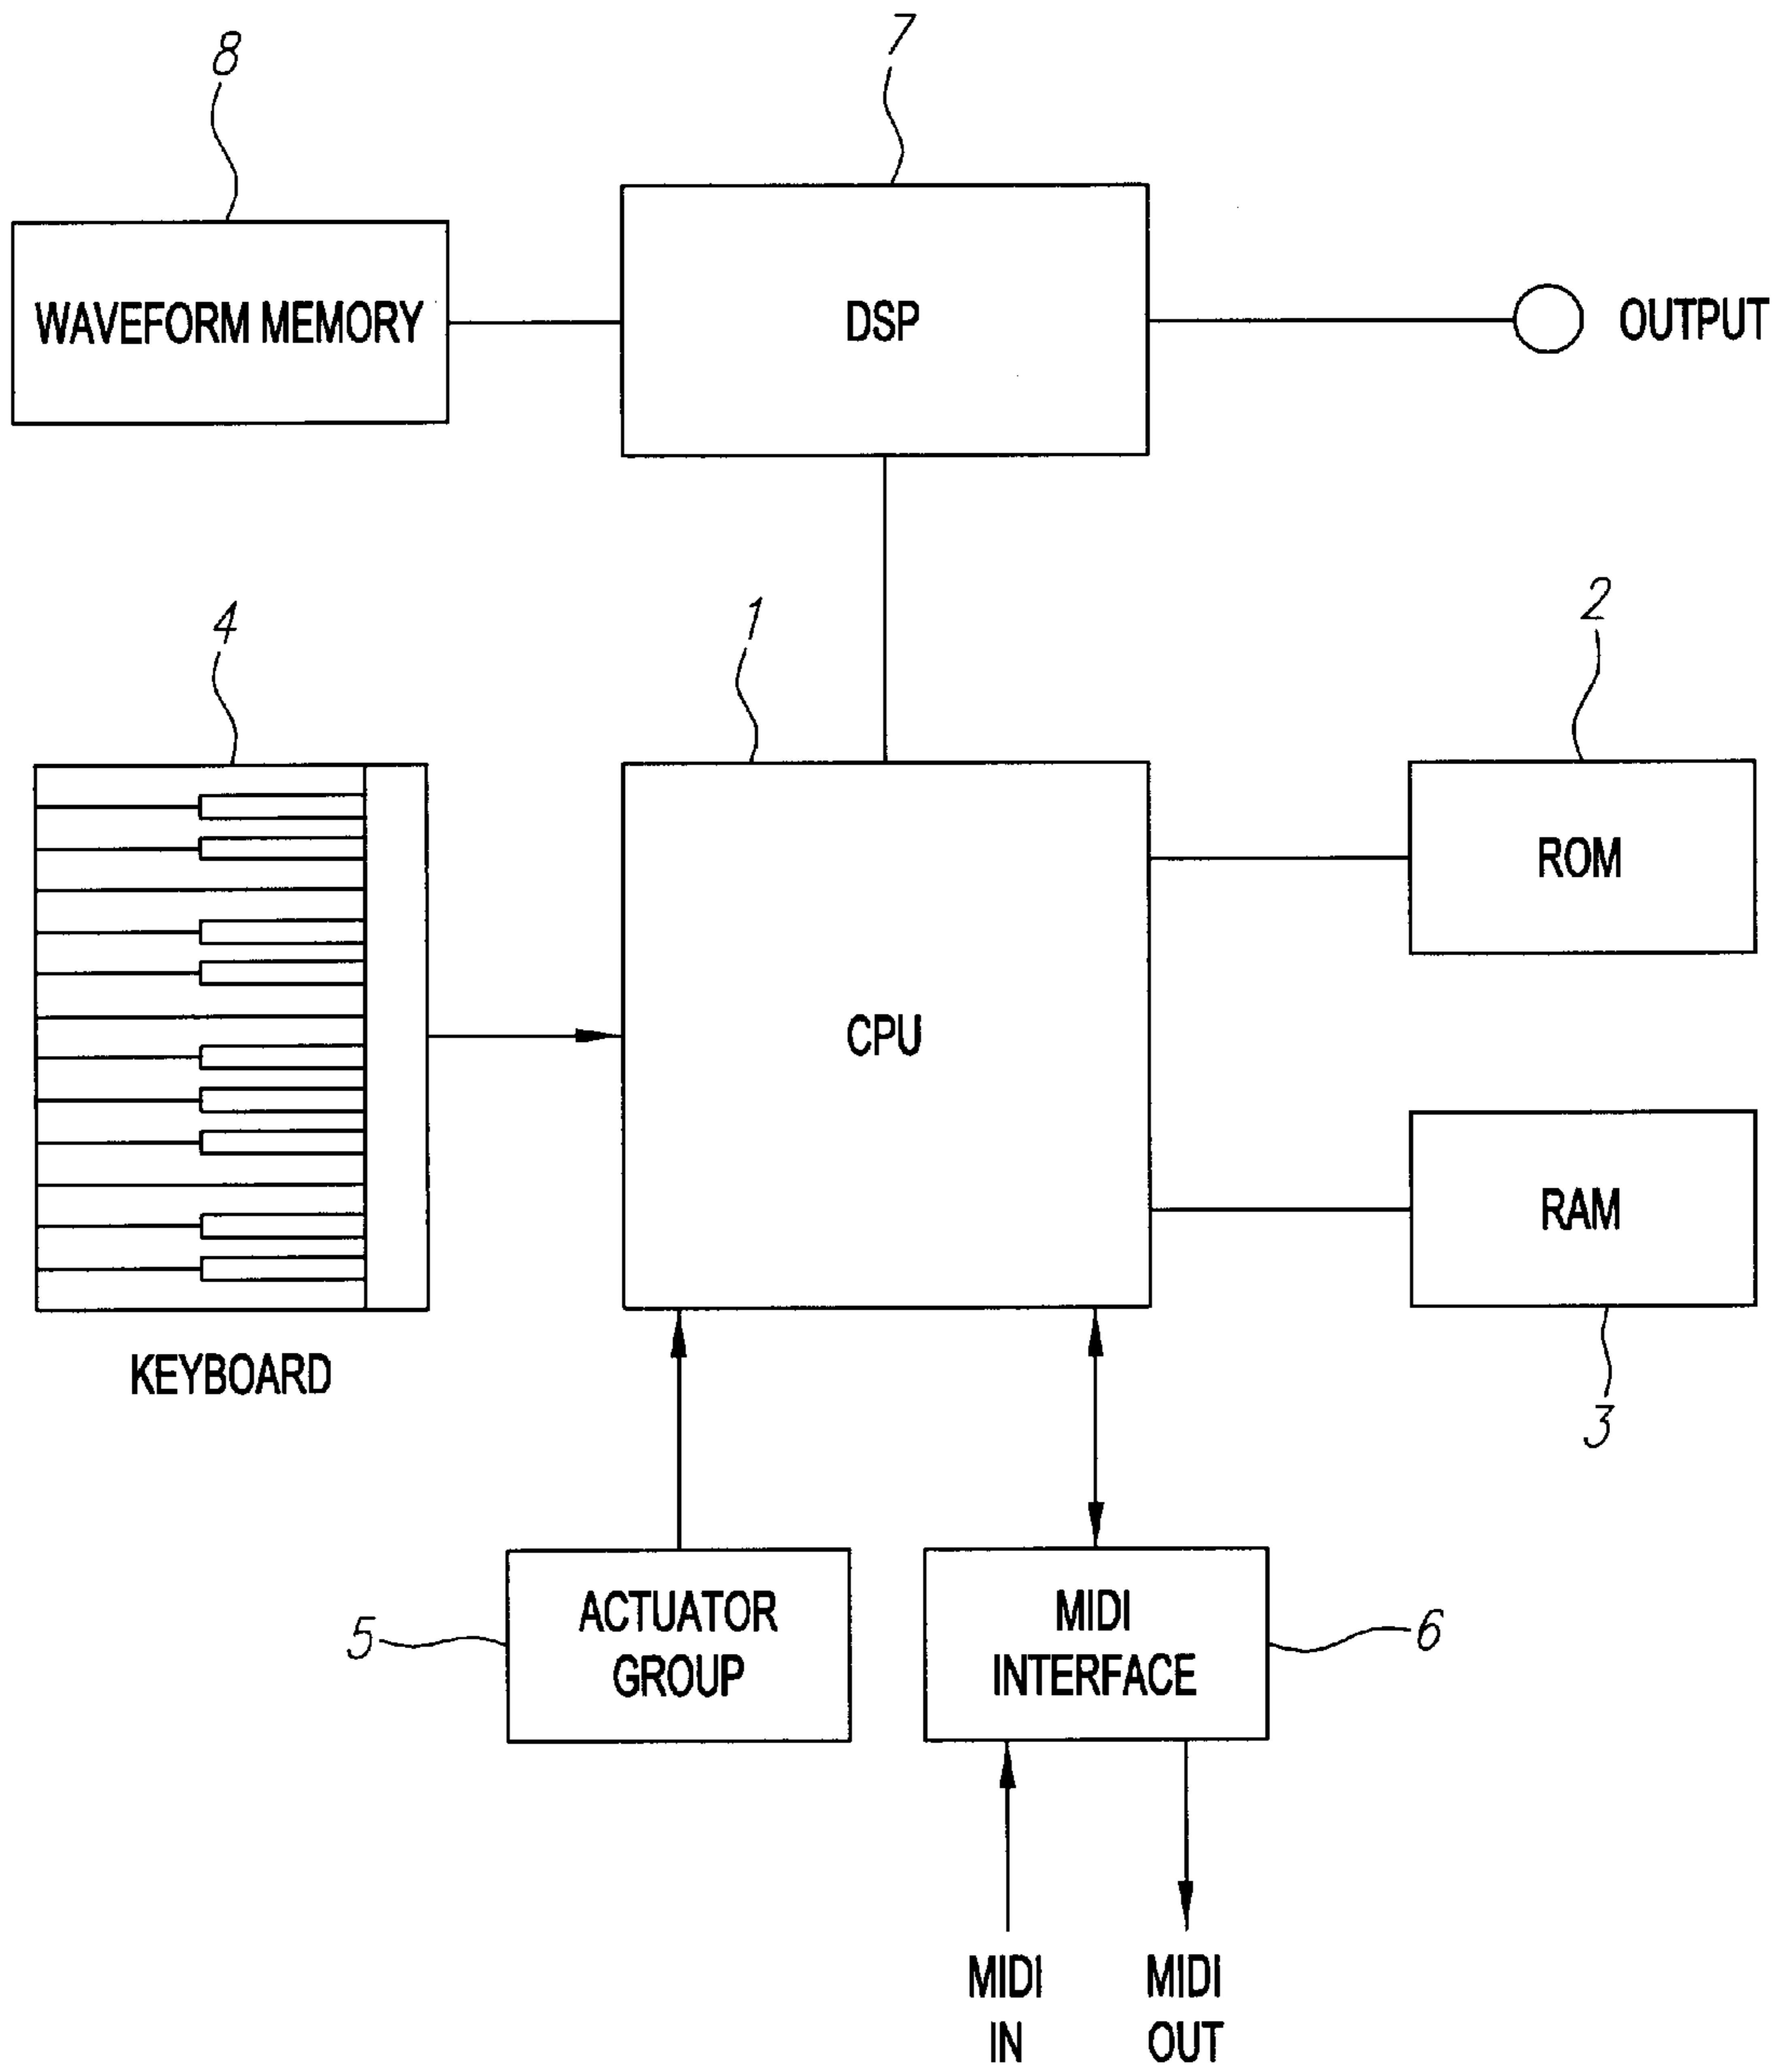 7
8
WAVEFORM MEMORY
DSP
OUTPUT
4
1
2
ROM
CPU
RAM
KEYBOARD
3
5
ACTUATOR
GROUP
MIDI
INTERFACE
6
MIDI
IN
MIDI
OUT